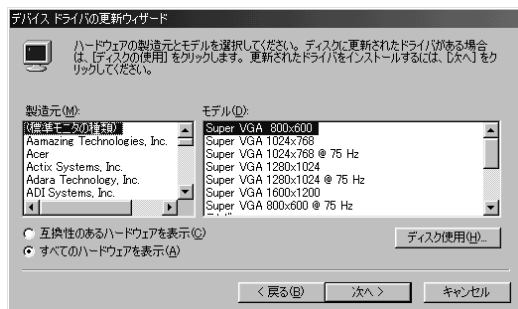 デバイス ドライバの更新ウィザード
ハードウェアの製造元とモデルを選択してください。ディスクに更新されたドライバがある場合
は、[ディスクの使用] をクリックします。更新されたドライバをインストールするには、[次へ] をク
リックしてください。
製造元(M):
(標準モニタの種類)
Aamazing Technologies, Inc.
Acer
Actix Systems, Inc.
Adara Technology, Inc.
ADI Systems, Inc.
モデル(D):
Super VGA 800x600
Super VGA 1024x768
Super VGA 1024x768 @ 75 Hz
Super VGA 1280x1024
Super VGA 1280x1024 @ 75 Hz
Super VGA 1600x1200
Super VGA 800x600 @ 75 Hz
互換性のあるハードウェアを表示(C)
すべてのハードウェアを表示(A)
ディスク使用(H)...
< 戻る(B)
次へ >
キャンセル